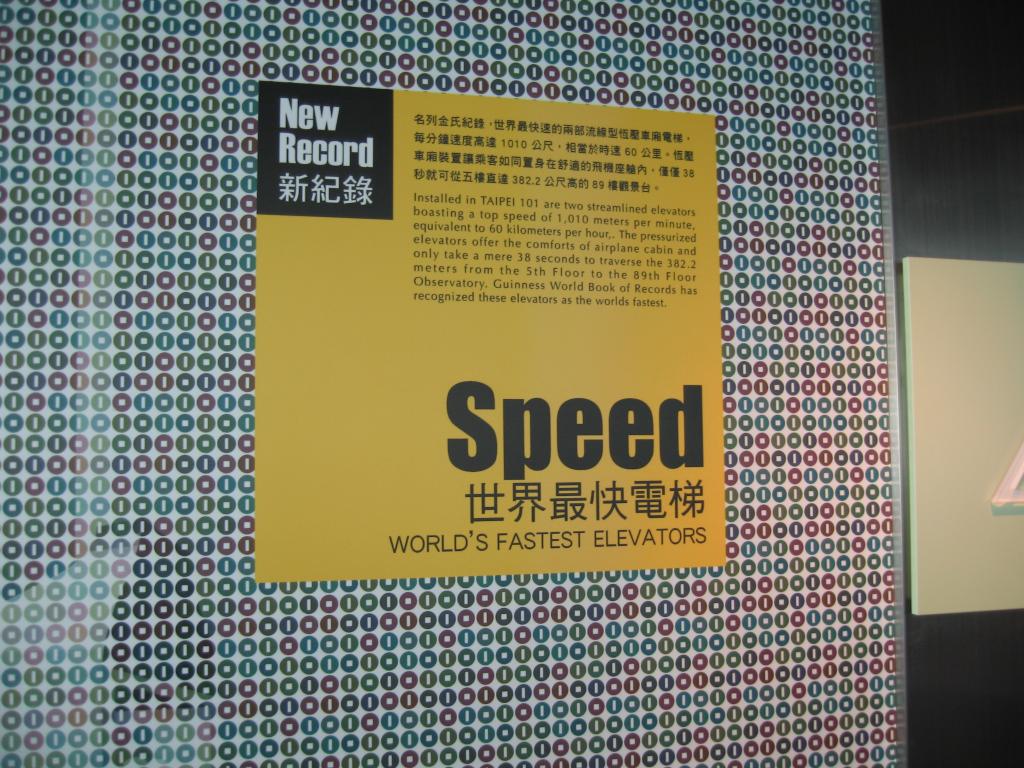 New
Record
新紀錄
名列金氏紀錄，世界最快速的兩部流線型恆壓車廂電梯，
每分鐘速度高達 1010 公尺，相當於時速 60 公里。恆壓
車廂裝置讓乘客如同置身在舒適的飛機座艙內，僅僅 38
秒就可從五樓直達 382.2 公尺高的 89 樓觀景台。
Installed in TAIPEI 101 are two streamlined elevators
boasting a top speed of 1,010 meters per minute,
equivalent to 60 kilometers per hour,. The pressurized
elevators offer the comforts of airplane cabin and
only take a mere 38 seconds to traverse the 382.2
meters from the 5th Floor to the 89th Floor
Observatory. Guinness World Book of Records has
recognized these elevators as the worlds fastest.
Speed
世界最快電梯
WORLD'S FASTEST ELEVATORS